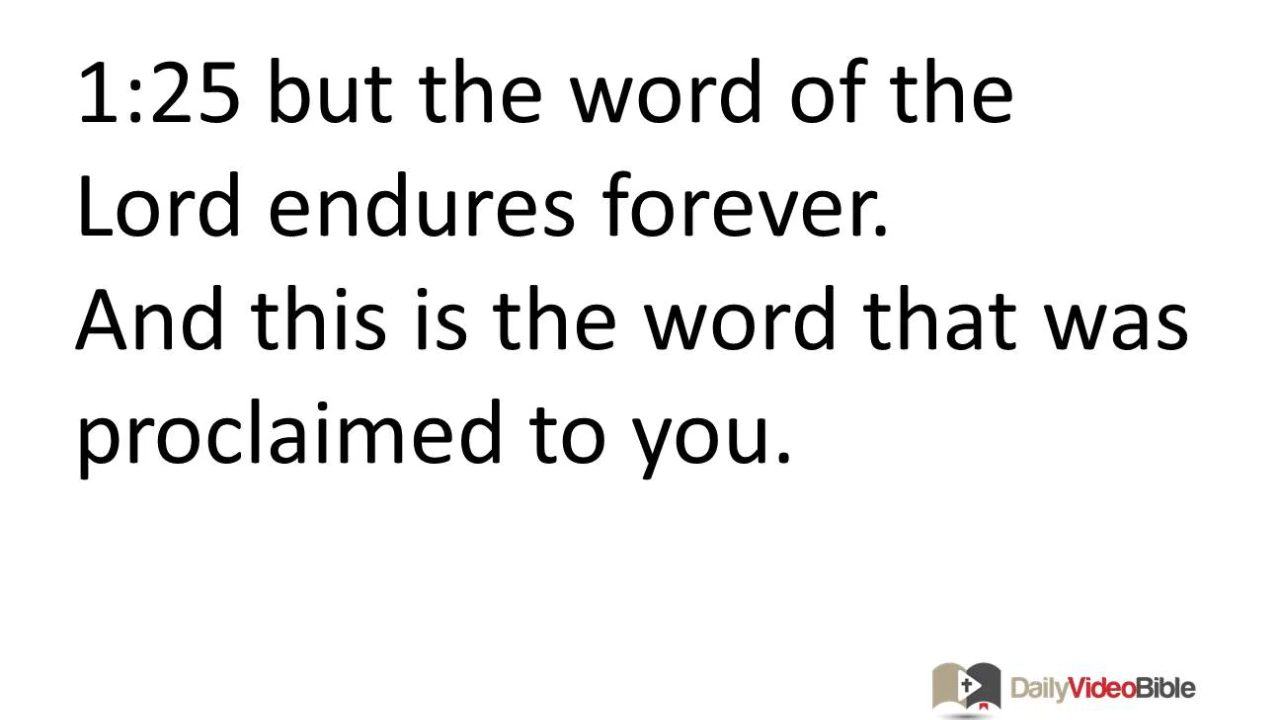 1:25 but the word of the
Lord endures forever.
And this is the word that was
proclaimed to you.
DailyVideoBible